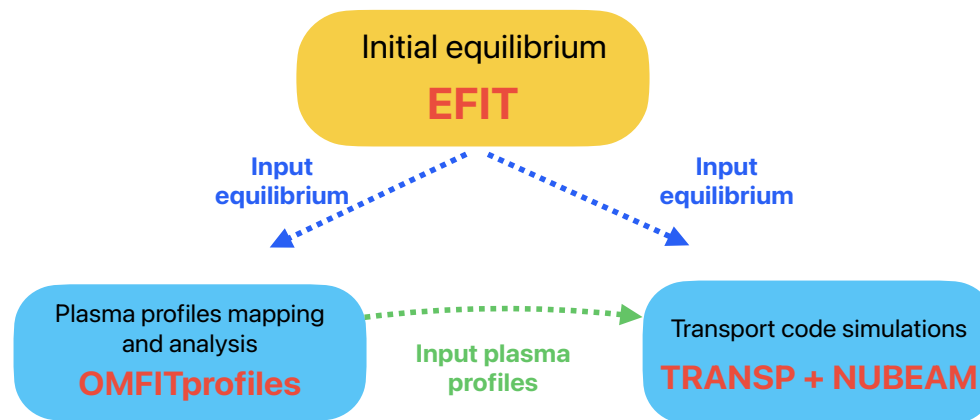 Initial equilibrium
EFIT
Input
equilibrium
Input
equilibrium
Plasma profiles mapping
and analysis
OMFITprofiles
Input plasma
profiles
Transport code simulations
TRANSP + NUBEAM